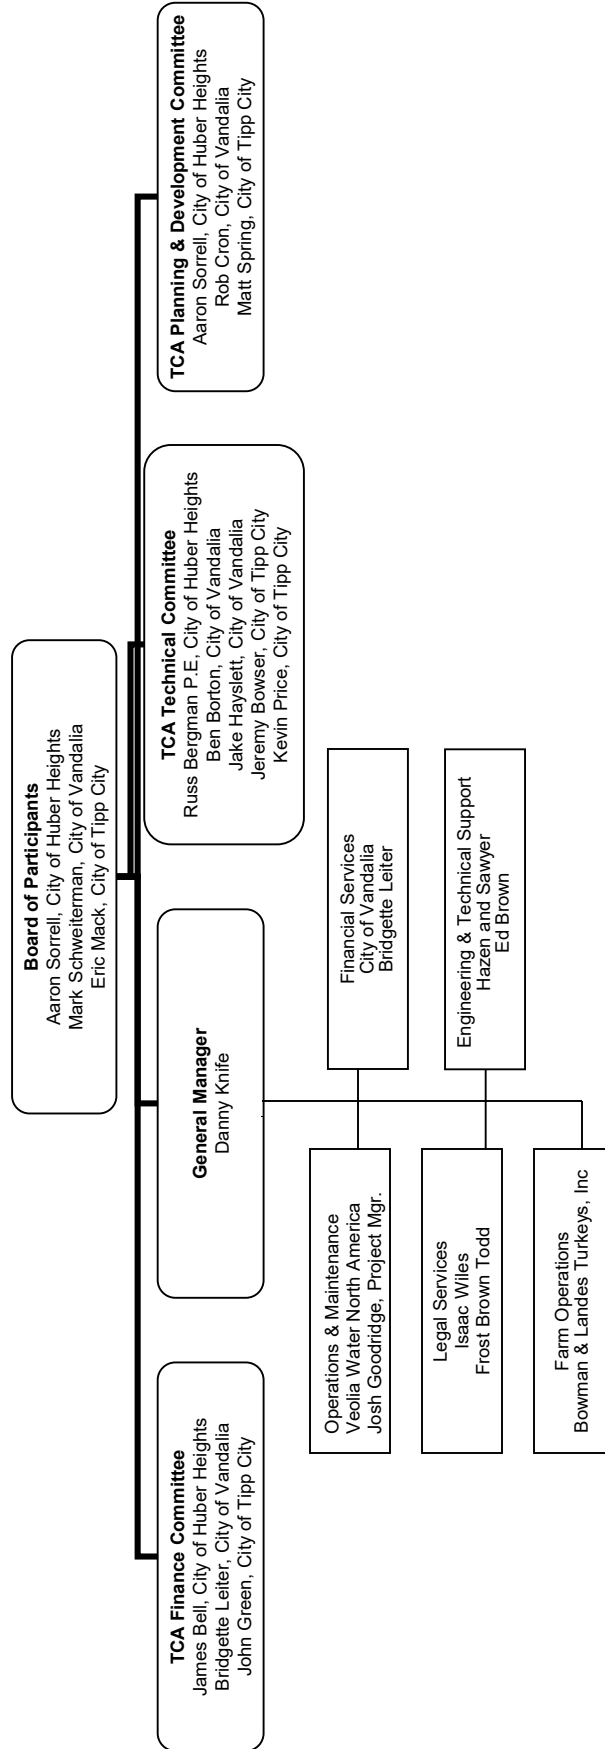 Board of Participants
Aaron Sorrell, City of Huber Heights
Mark Schweiterman, City of Vandalia
Eric Mack, City of Tipp City
TCA Finance Committee
James Bell, City of Huber Heights
Bridgette Leiter, City of Vandalia
John Green, City of Tipp City
General Manager
Danny Knife
TCA Technical Committee
Russ Bergman P.E, City of Huber Heights
Ben Borton, City of Vandalia
Jake Hayslett, City of Vandalia
Jeremy Bowser, City of Tipp City
Kevin Price, City of Tipp City
TCA Planning & Development Committee
Aaron Sorrell, City of Huber Heights
Rob Cron, City of Vandalia
Matt Spring, City of Tipp City
Operations & Maintenance
Veolia Water North America
Josh Goodridge, Project Mgr.
Financial Services
City of Vandalia
Bridgette Leiter
Legal Services
Isaac Wiles
Frost Brown Todd
Engineering & Technical Support
Hazen and Sawyer
Ed Brown
Farm Operations
Bowman & Landes Turkeys, Inc